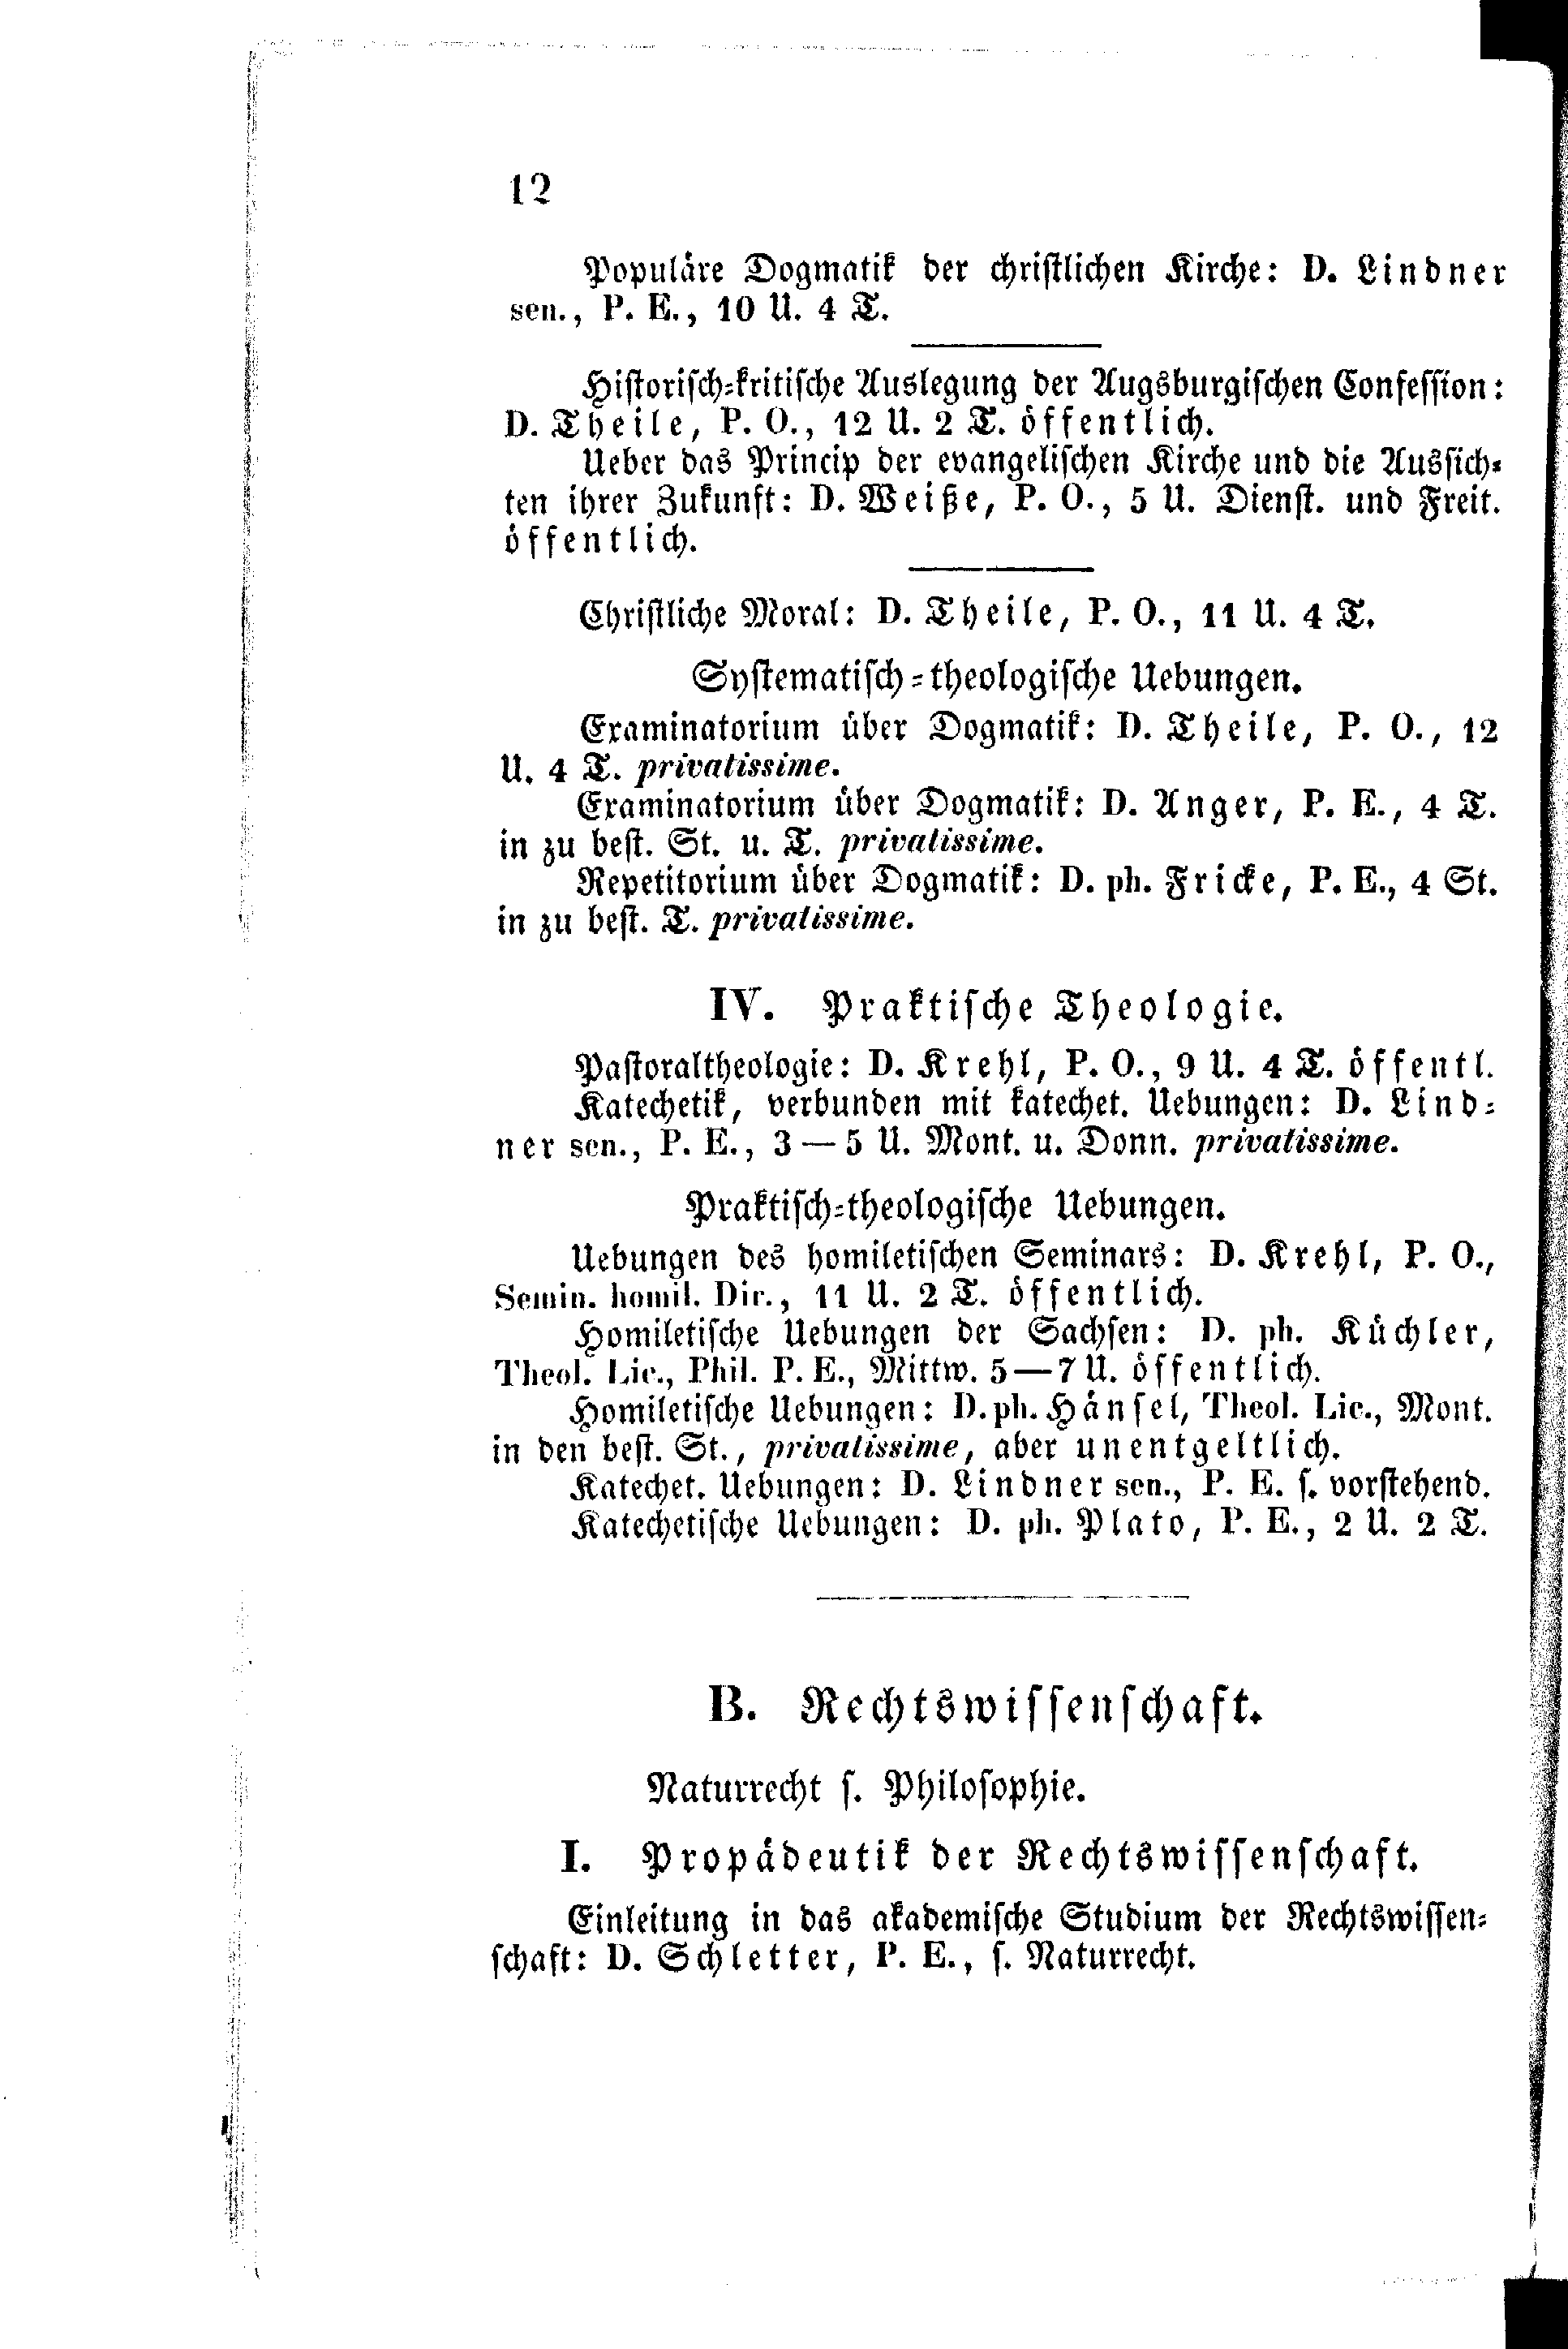 12
Populäre Dogmatik der christlichen Kirche: D. Lindner
sen., P. E., 10 U. 4 T.
Historisch-kritische Auslegung der Augsburgischen Confession:
D. Theile, P. O., 12 U. 2 T. öffentlich.
Ueber das Princip der evangelischen Kirche und die Aussich-
ten ihrer Zukunft: D. Weiße, P. O., 5 U. Dienst. und Freit.
öffentlich.
Christliche Moral: D. Theile, P. O., 11 U. 4 T.
Systematisch-theologische Uebungen.
Examinatorium über Dogmatik: D. Theile, P. O., 12
U. 4 T. privatissime.
Examinatorium über Dogmatik: D. Anger, P. E., 4 T.
in zu best. St. u. T. privatissime.
Repetitorium über Dogmatik: D. ph. Fricke, P. E., 4 St.
in zu best. T. privatissime.
IV. Praktische Theologie.
Pastoraltheologie: D. Krehl, P. O., 9 U. 4 T. öffentl.
Katechetik, verbunden mit katechet. Uebungen: D. Lind-
ner sen., P. E., 3 — 5 U. Mont. u. Donn. privatissime.
Praktisch-theologische Uebungen.
Uebungen des homiletischen Seminars: D. Krehl, P. O.,
Semin. homil. Dir., 11 U. 2 T. öffentlich.
Homiletische Uebungen der Sachsen: D. ph. Küchler,
Theol. Lic., Phil. P. E., Mittw. 5—7 U. öffentlich.
Homiletische Uebungen: D. ph. Hänsel, Theol. Lic., Mont.
in den best. St., privatissime, aber unentgeltlich.
Katechet. Uebungen: D. Lindner sen., P. E. s. vorstehend.
Katechetische Uebungen: D. ph. Plato, P. E., 2 U. 2 T.
B. Rechtswissenschaft.
Naturrecht s. Philosophie.
I. Propädeutik der Rechtswissenschaft.
Einleitung in das akademische Studium der Rechtswissen-
schaft: D. Schletter, P. E., s. Naturrecht.